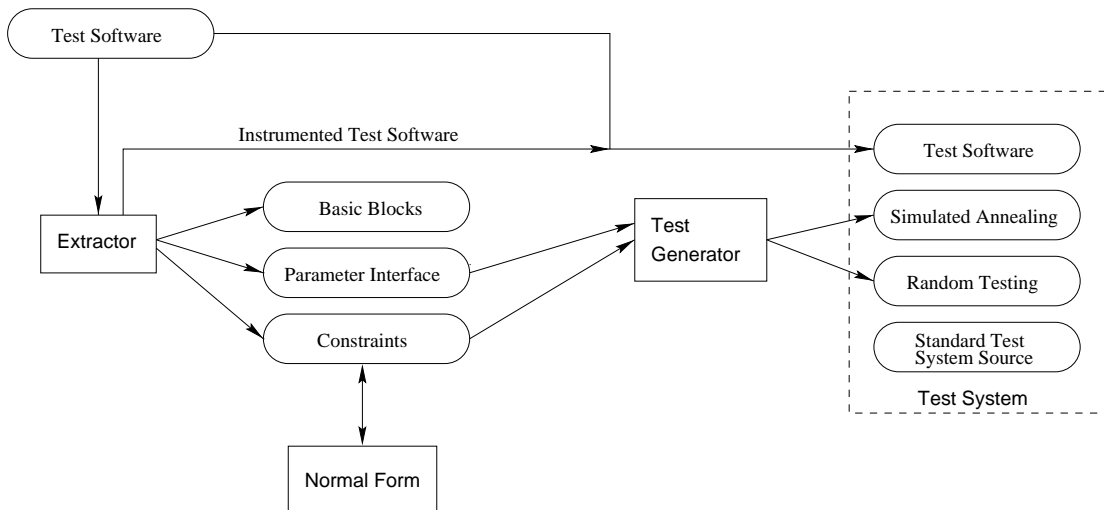 Test Software
Instrumented Test Software
Test Software
Basic Blocks
Simulated Annealing
Test
Generator
Extractor
Parameter Interface
Random Testing
Constraints
Standard Test
System Source
Test System
Normal Form